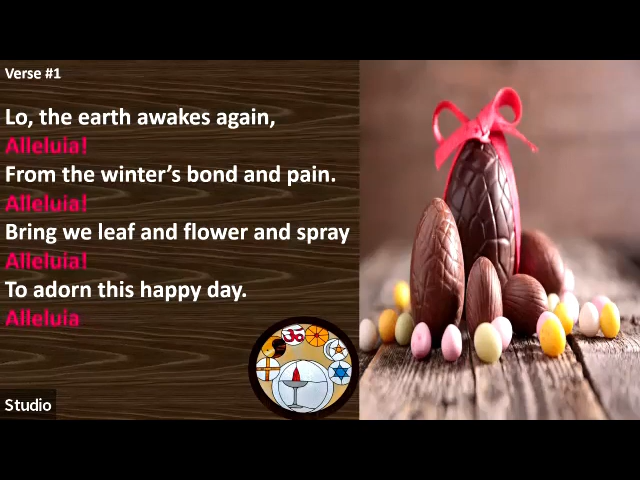 Verse #1
Lo, the earth awakes again,
Alleluia!
From the winter’s bond and pain.
Alleluia!
Bring we leaf and flower and spray
Alleluia!
To adorn this happy day.
Alleluia
Studio